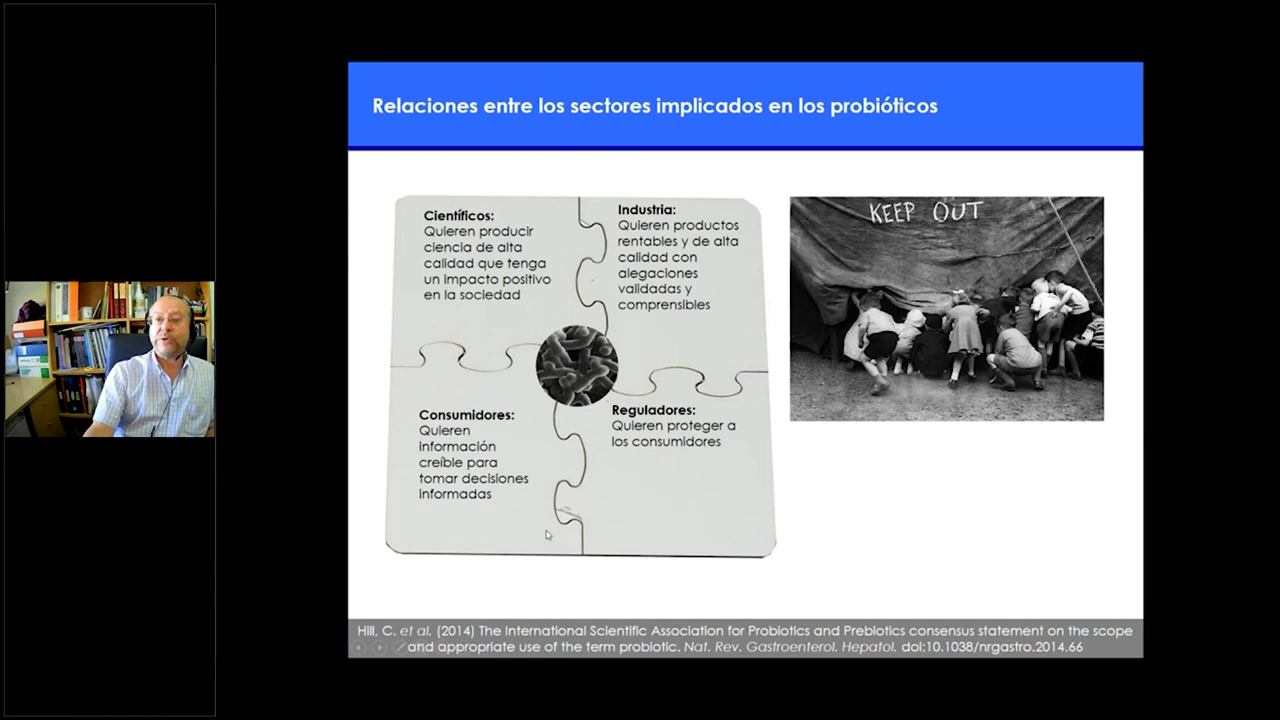 Relaciones entre los sectores implicados en los probióticos
Científicos:
Quieren producir
ciencia de alta
calidad que tenga
un impacto positivo
en la sociedad
Industria:
Quieren productos
rentables y de alta
calidad con
alegaciones
validadas y
comprensibles
Consumidores:
Quieren
información
creíble para
tomar decisiones
informadas
Reguladores:
Quieren proteger a
los consumidores
KEEP OUT
Hill, C. et al. (2014) The International Scientific Association for Probiotics and Prebiotics consensus statement on the scope
and appropriate use of the term probiotic. Nat. Rev. Gastroenterol. Hepatol. doi:10.1038/nrgastro.2014.66